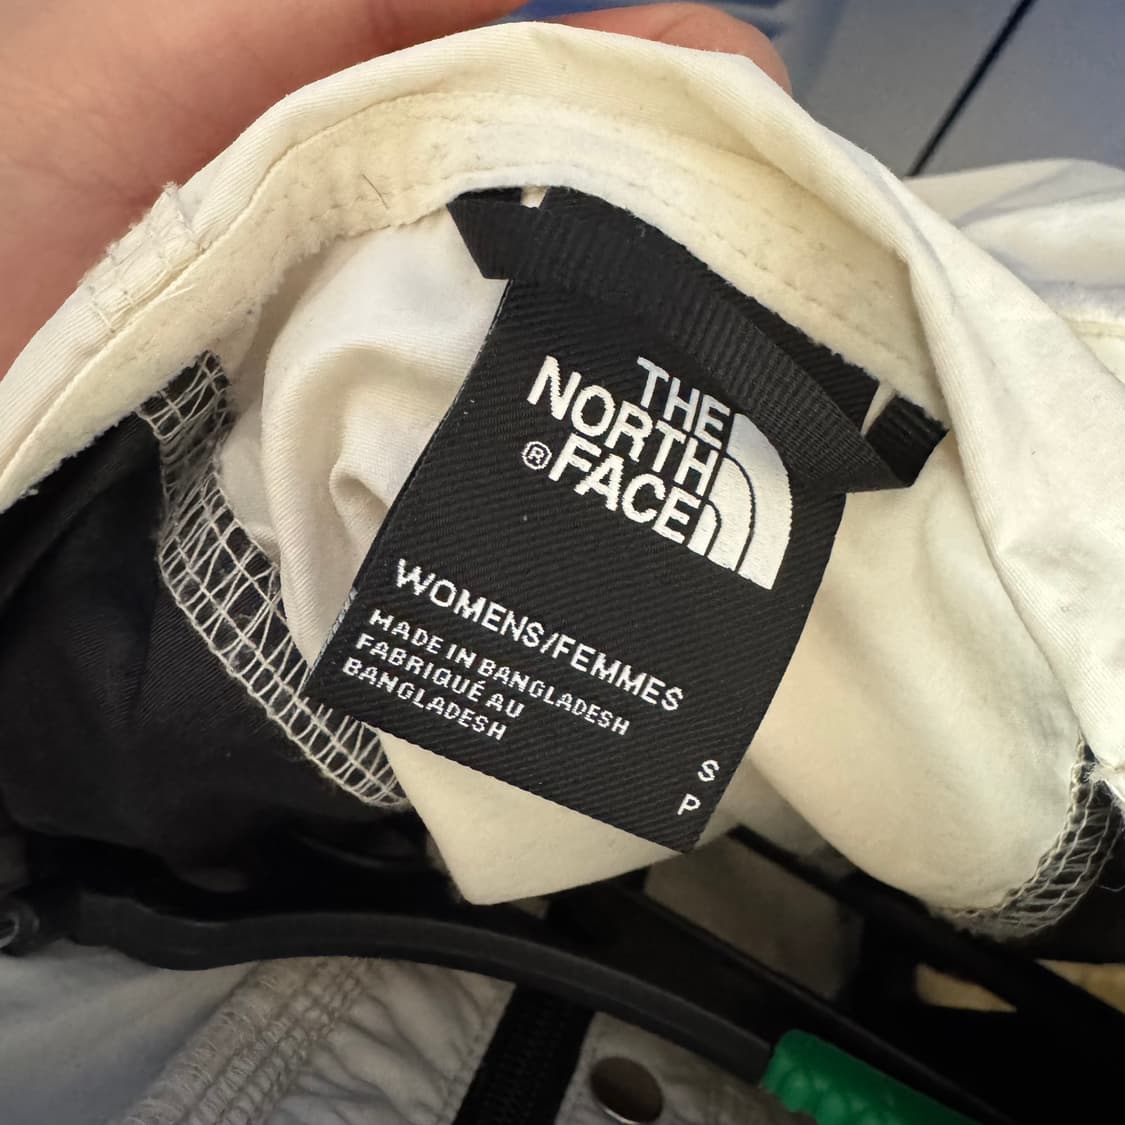 THE
NORTH
®FACE
WOMENS/FEMMES
MADE IN BANGLADESH
FABRIQUÉ AU
BANGLADESH
S
P